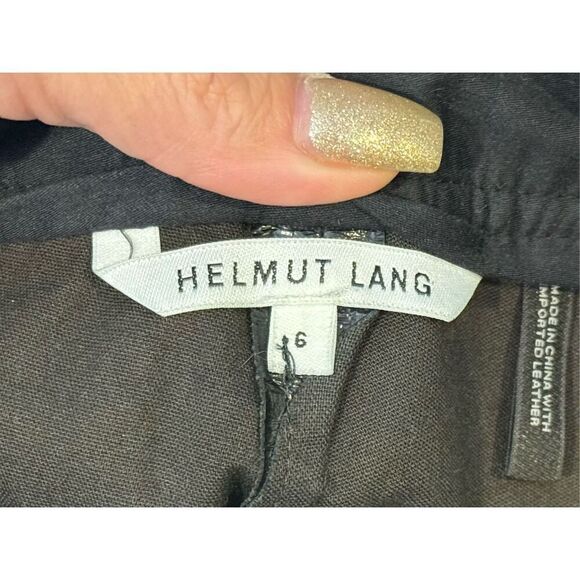 HELMUT LANG
6
MADE IN CHINA WITH
IMPORTED LEATHER